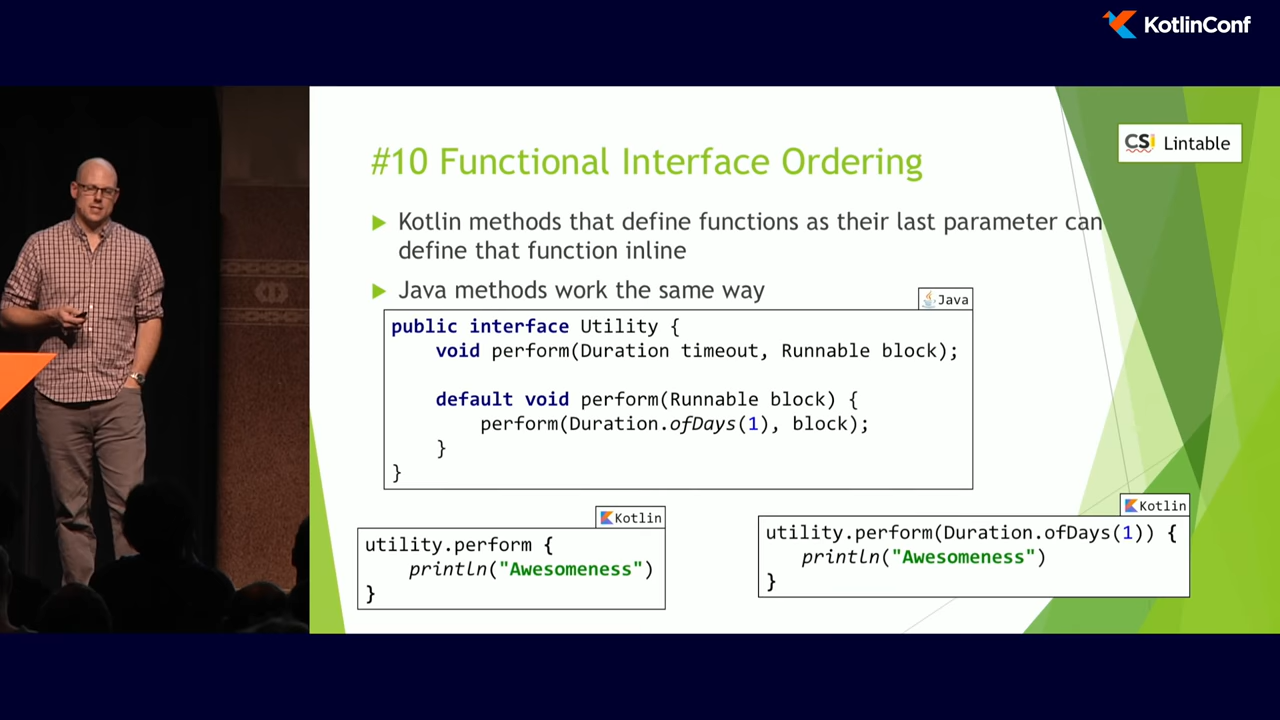 KotlinConf
CS! Lintable
#10 Functional Interface Ordering
Kotlin methods that define functions as their last parameter can
define that function inline
Java methods work the same way
Java
public interface Utility {
void perform(Duration timeout, Runnable block);
default void perform(Runnable block) {
perform(Duration.ofDays(1), block);
}
}
Kotlin
utility.perform {
println("Awesomeness")
}
Kotlin
utility.perform(Duration.ofDays(1)) {
println("Awesomeness")
}